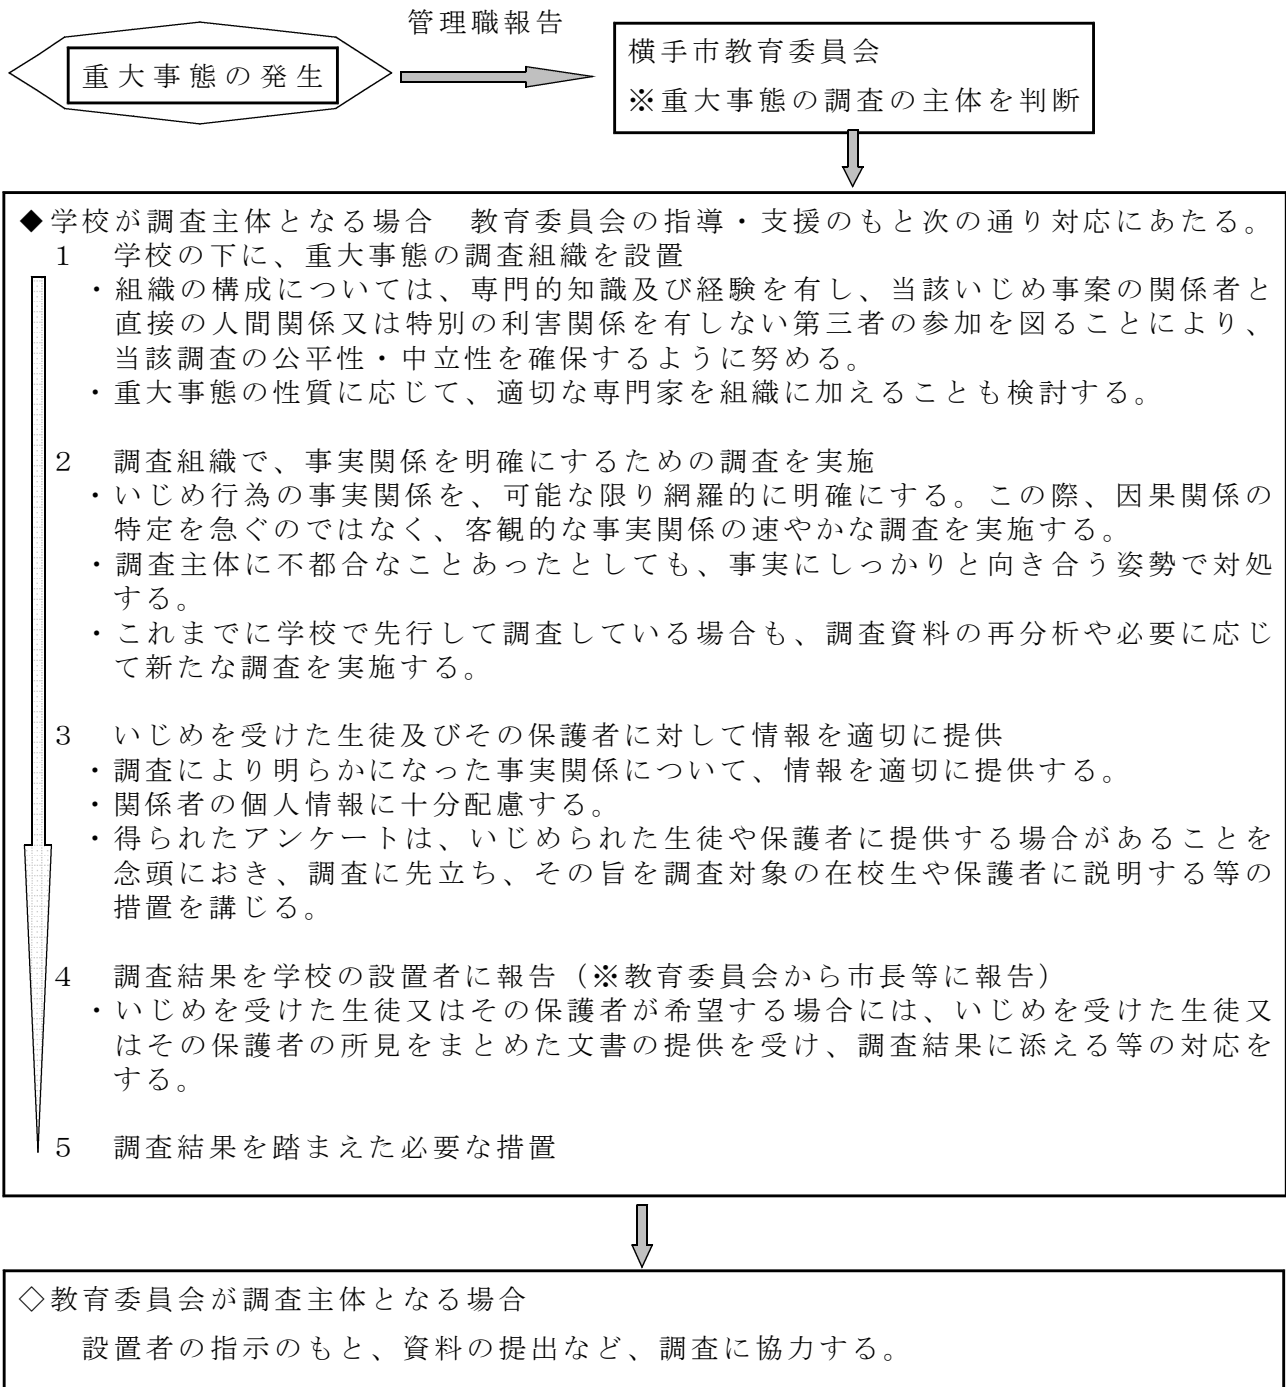 管理職報告
重大事態の発生
横手市教育委員会
※重大事態の調査の主体を判断
◆学校が調査主体となる場合　教育委員会の指導・支援のもと次の通り対応にあたる。
１　学校の下に、重大事態の調査組織を設置
・組織の構成については、専門的知識及び経験を有し、当該いじめ事案の関係者と
直接の人間関係又は特別の利害関係を有しない第三者の参加を図ることにより、
当該調査の公平性・中立性を確保するように努める。
・重大事態の性質に応じて、適切な専門家を組織に加えることも検討する。
２　調査組織で、事実関係を明確にするための調査を実施
・いじめ行為の事実関係を、可能な限り網羅的に明確にする。この際、因果関係の
特定を急ぐのではなく、客観的な事実関係の速やかな調査を実施する。
・調査主体に不都合なことあったとしても、事実にしっかりと向き合う姿勢で対処
する。
・これまでに学校で先行して調査している場合も、調査資料の再分析や必要に応じ
て新たな調査を実施する。
３　いじめを受けた生徒及びその保護者に対して情報を適切に提供
・調査により明らかになった事実関係について、情報を適切に提供する。
・関係者の個人情報に十分配慮する。
・得られたアンケートは、いじめられた生徒や保護者に提供する場合があることを
念頭におき、調査に先立ち、その旨を調査対象の在校生や保護者に説明する等の
措置を講じる。
４　調査結果を学校の設置者に報告（※教育委員会から市長等に報告）
・いじめを受けた生徒又はその保護者が希望する場合には、いじめを受けた生徒又
はその保護者の所見をまとめた文書の提供を受け、調査結果に添える等の対応を
する。
５　調査結果を踏まえた必要な措置
◇教育委員会が調査主体となる場合
設置者の指示のもと、資料の提出など、調査に協力する。